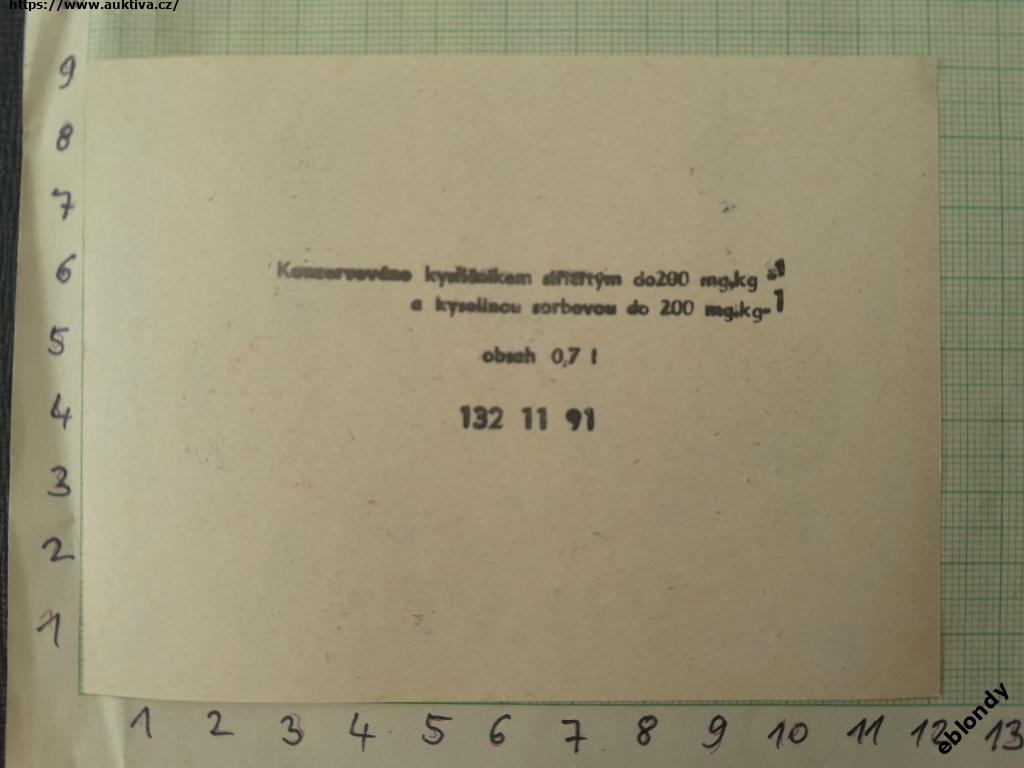 https://www.auktiva.cz/
9
8
7
6
5
4
3
2
1
Konzervováno kysličníkem siřičitým do200 mg.kg -1
a kyselinou sorbovou do 200 mg.kg-1
obsah 0,7 l
132 11 91
1 2 3 4 5 6 7 8 9 10 11 12 13
eblondy